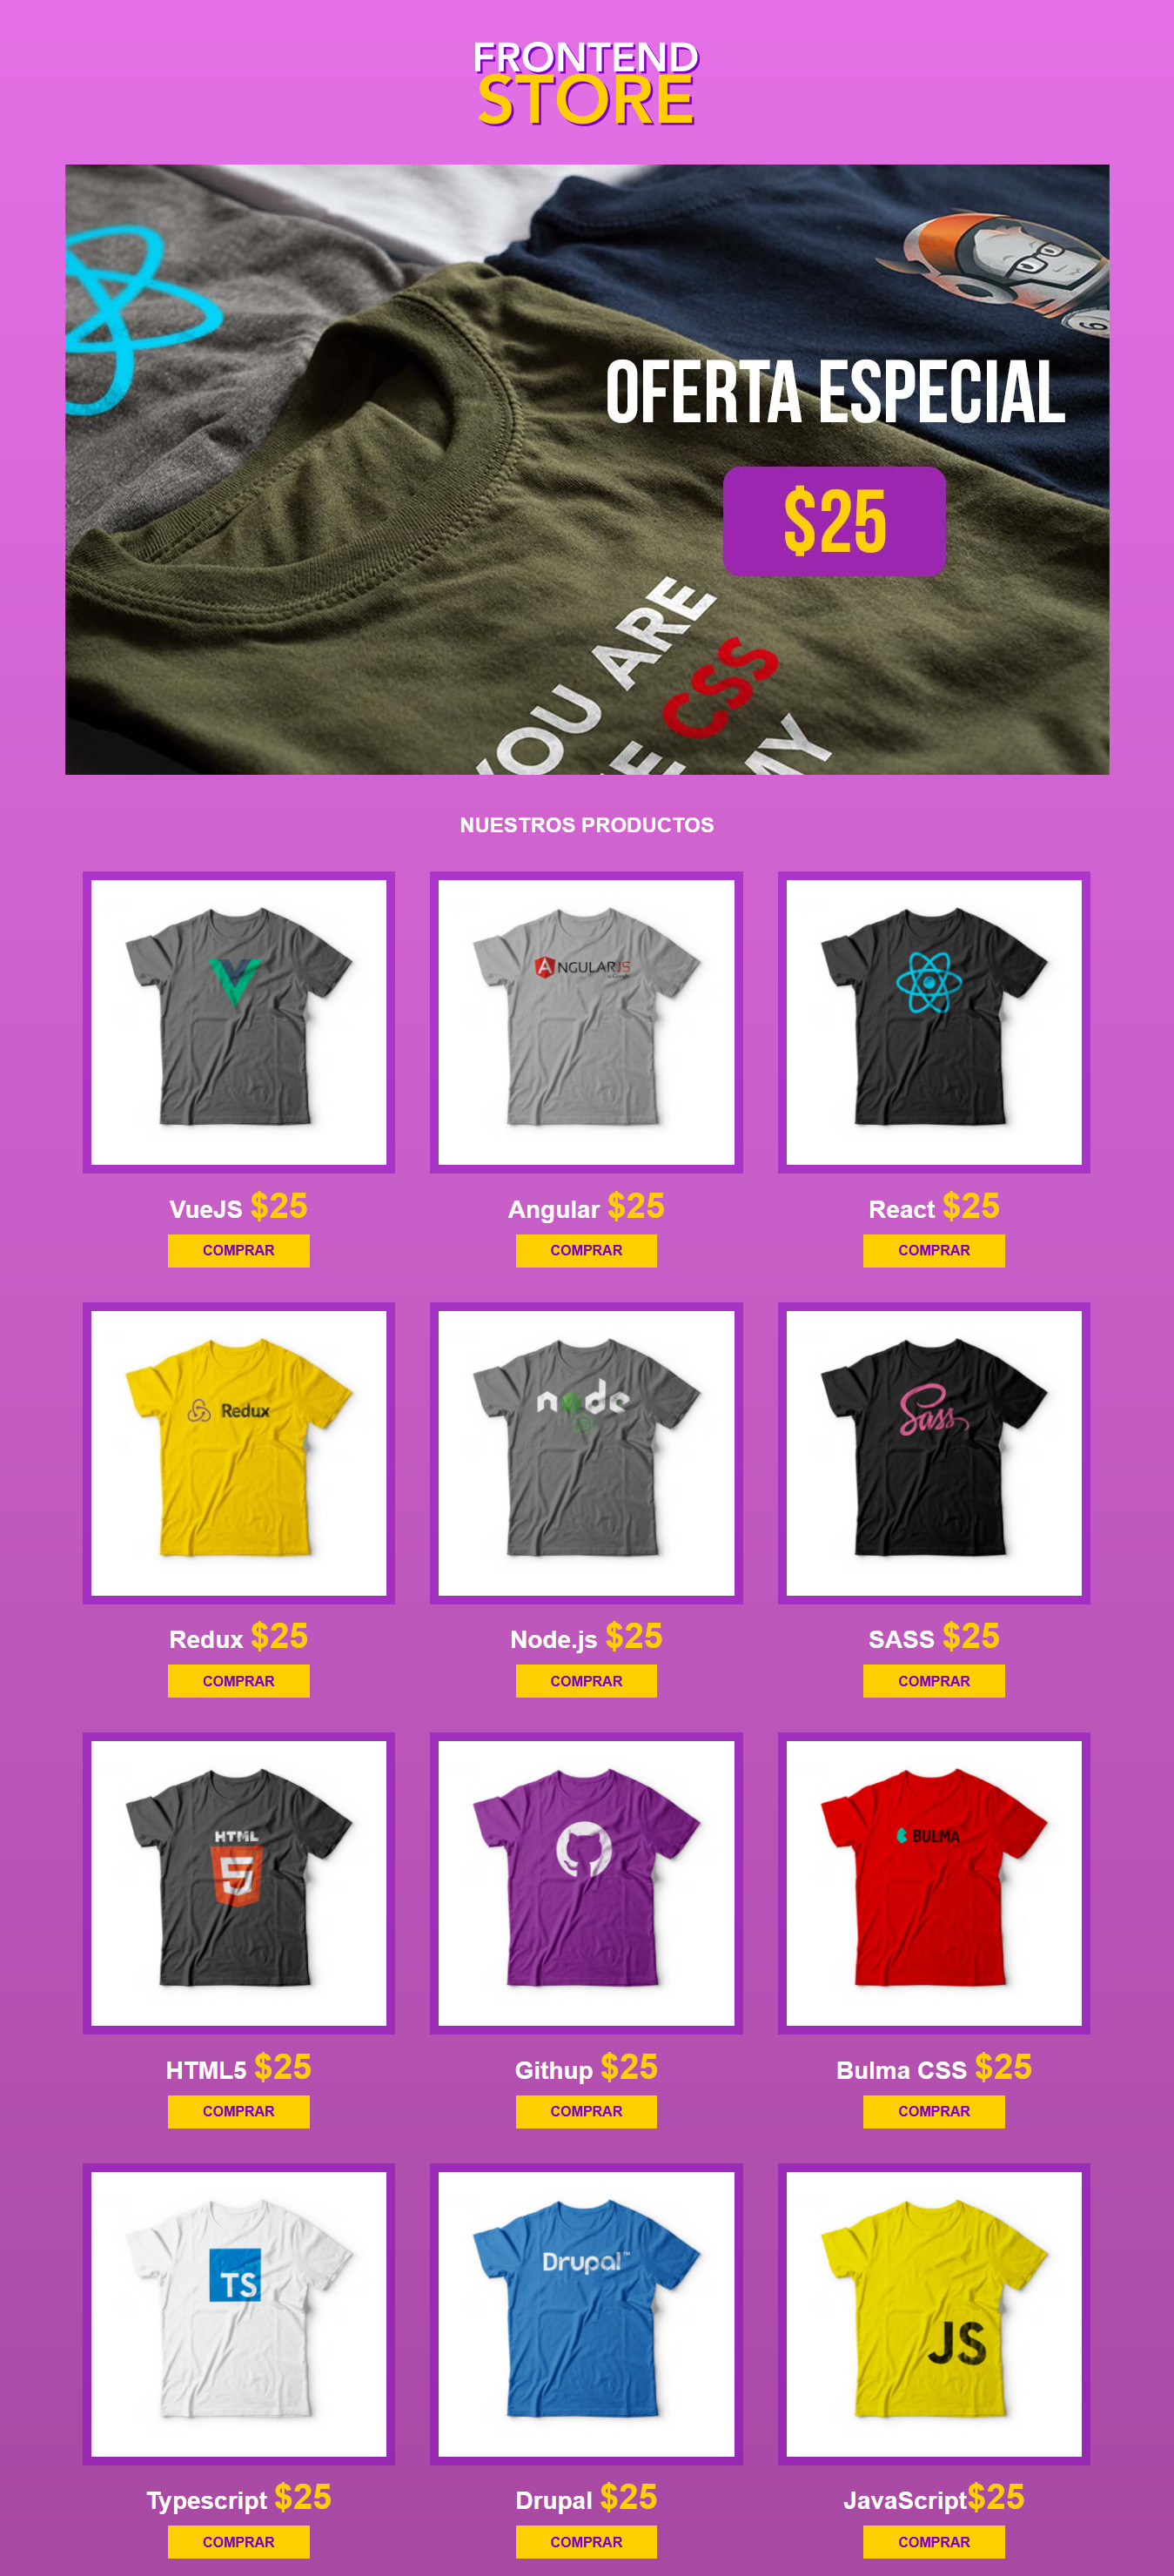 FRONTEND
STORE
OFERTA ESPECIAL
$25
YOU ARE
CSS
MY
NUESTROS PRODUCTOS
ANGULARJS
VueJS $25
Angular $25
React $25
COMPRAR
COMPRAR
COMPRAR
Redux
node
Sass
Redux $25
Node.js $25
SASS $25
COMPRAR
COMPRAR
COMPRAR
HTML
5
BULMA
HTML5 $25
Githup $25
Bulma CSS $25
COMPRAR
COMPRAR
COMPRAR
TS
Drupal™
JS
Typescript $25
Drupal $25
JavaScript$25
COMPRAR
COMPRAR
COMPRAR